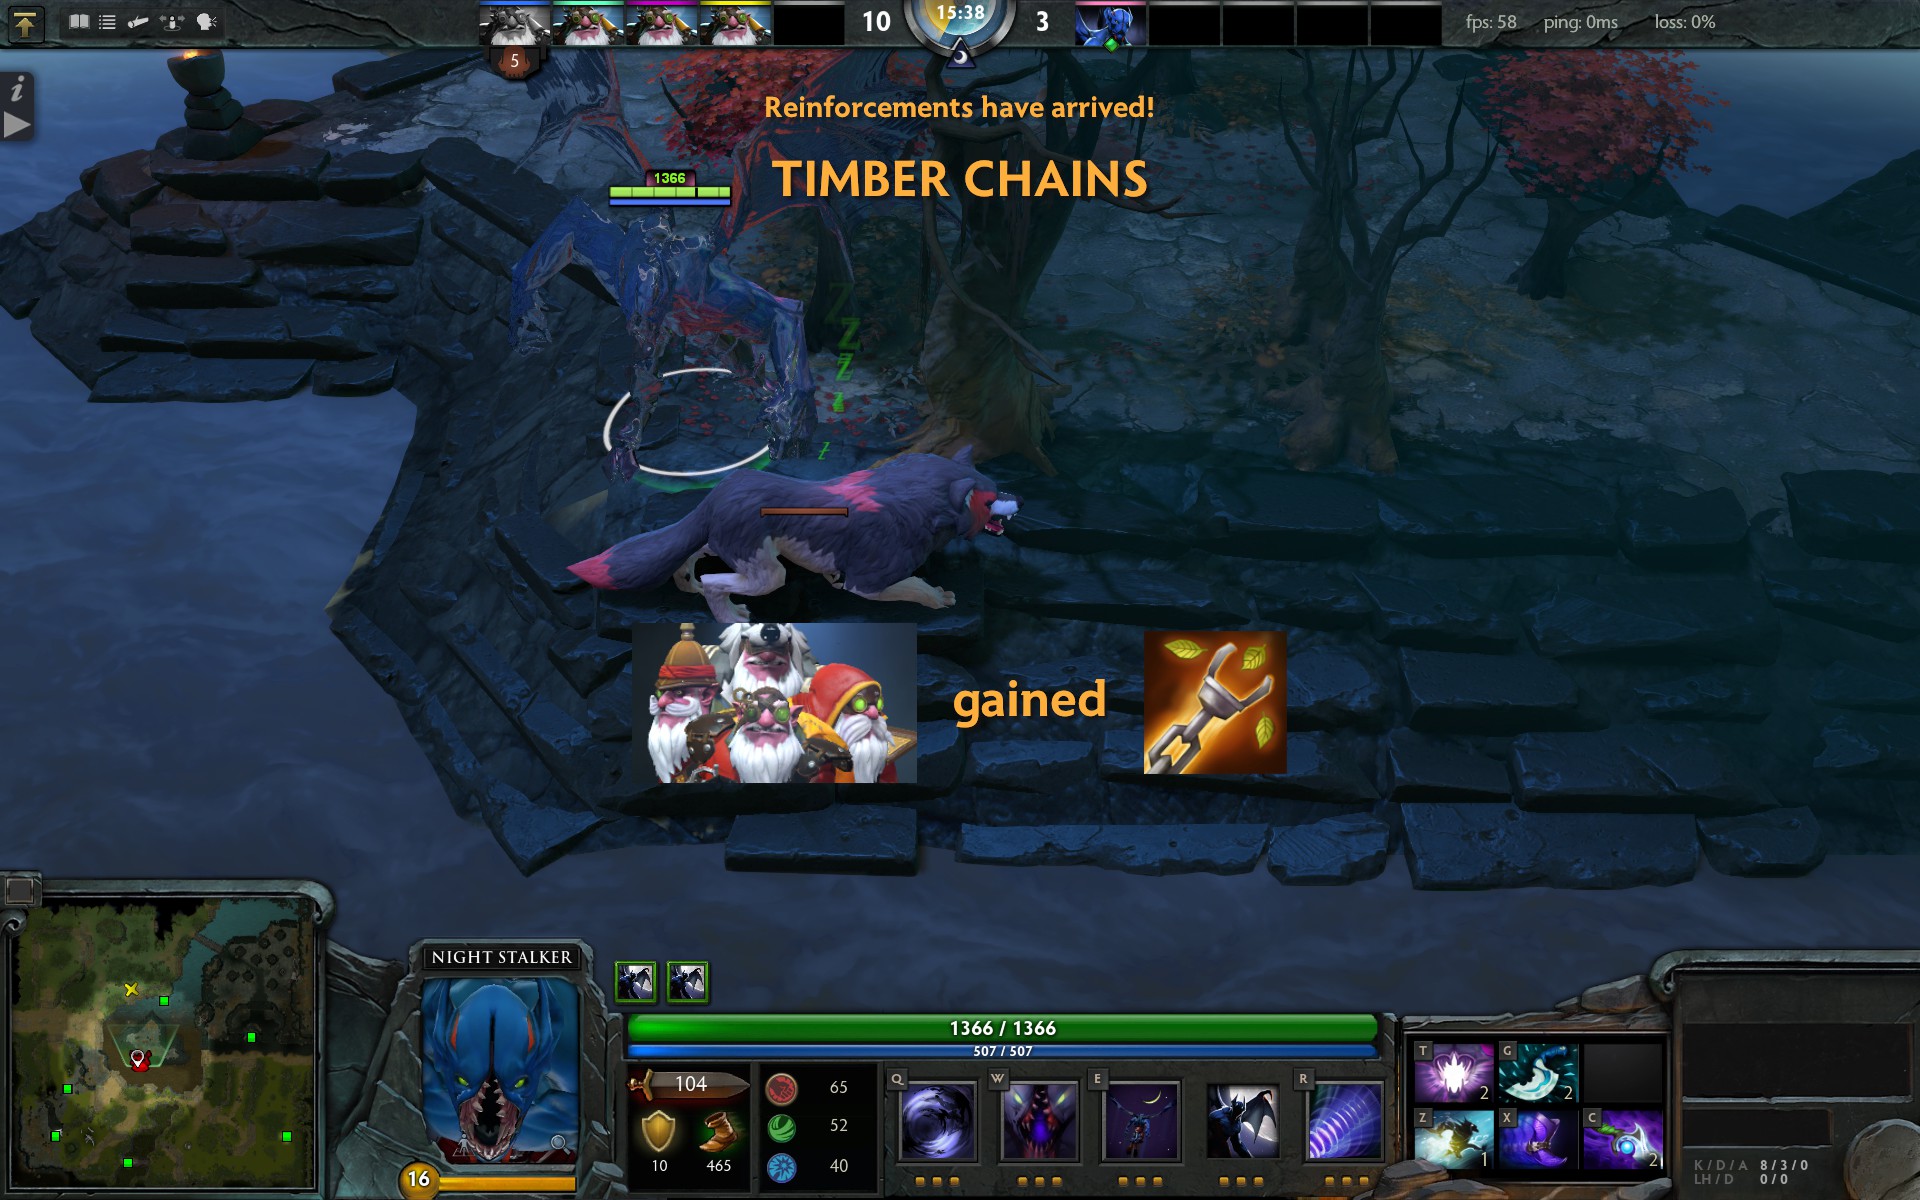 10 15:38 3
fps: 58 ping: 0ms loss: 0%
5
Reinforcements have arrived!
TIMBER CHAINS
1366
Z
Z
Z
Z
gained
NIGHT STALKER
1366 / 1366
507 / 507
104
65
52
40
10 465
16
Q W E R
T 2 G 2
Z 1 X C 2
K / D / A 8 / 3 / 0
LH / D 0 / 0